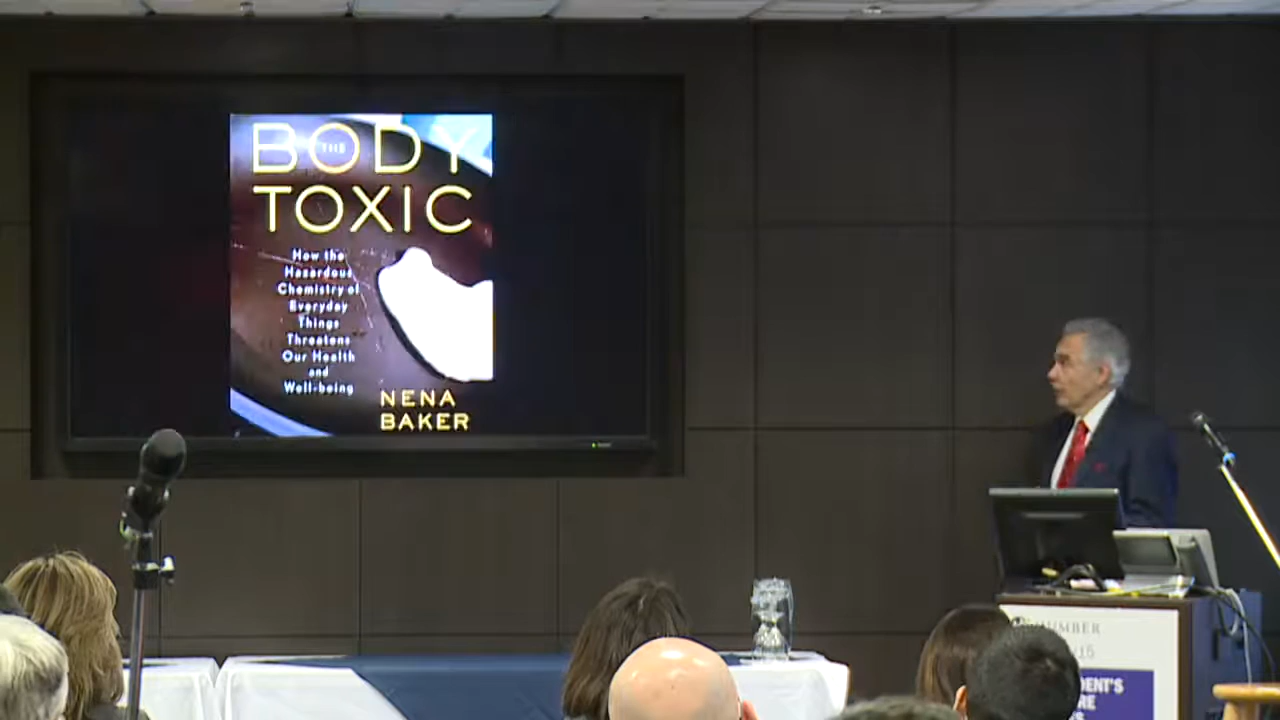 THE
BODY
TOXIC
How the
Hazardous
Chemistry of
Everyday
Things
Threatens
Our Health
and
Well-being
NENA
BAKER
HUMBER
DENT'S